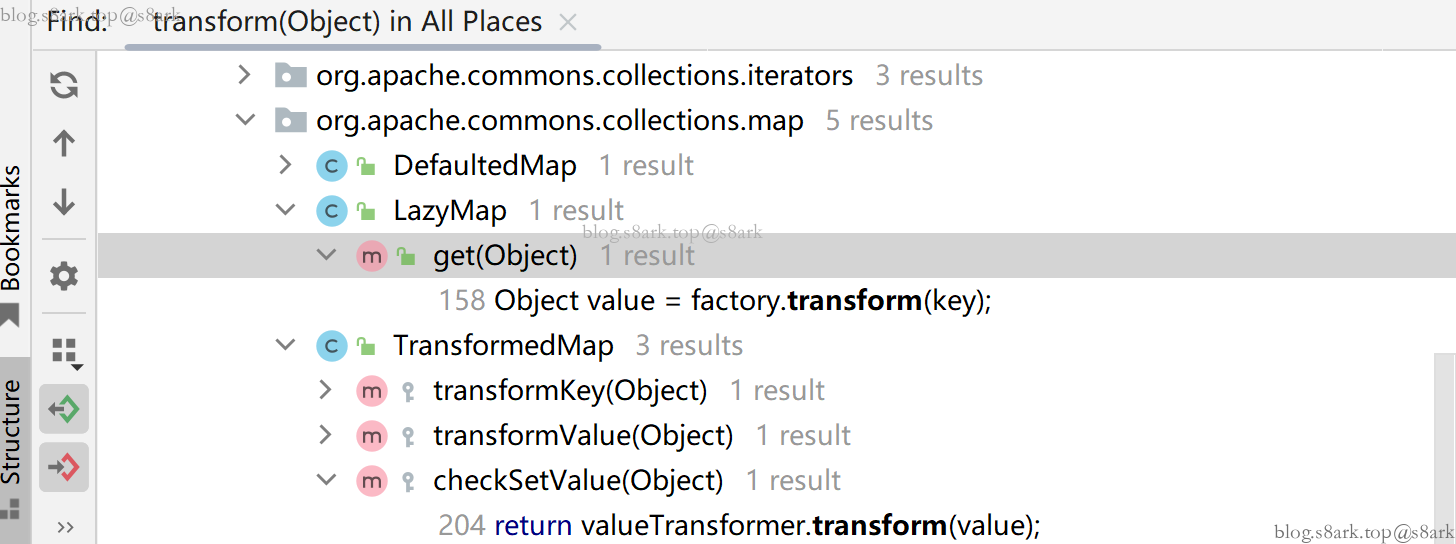 blog.s8ark.top@s8ark
Find: transform(Object) in All Places
org.apache.commons.collections.iterators 3 results
org.apache.commons.collections.map 5 results
C DefaultedMap 1 result
C LazyMap 1 result
blog.s8ark.top@s8ark
m get(Object) 1 result
158 Object value = factory.transform(key);
C TransformedMap 3 results
m transformKey(Object) 1 result
m transformValue(Object) 1 result
m checkSetValue(Object) 1 result
204 return valueTransformer.transform(value);
Bookmarks
Structure
blog.s8ark.top@s8ark